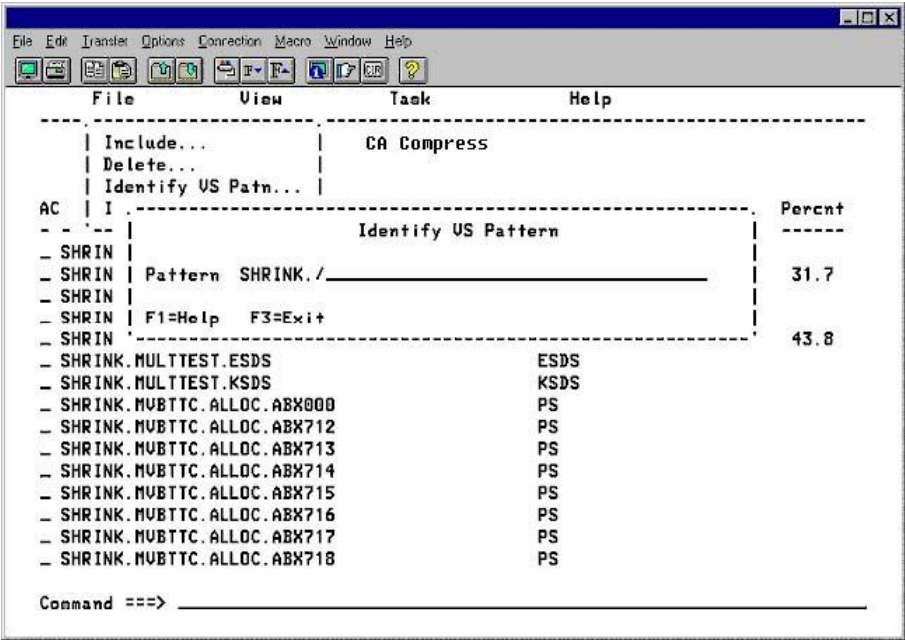 File Edit Transfer Options Connection Macro Window Help
File View Task Help
Include... CA Compress
Delete...
Identify VS Patn...
AC I Percnt
Identify VS Pattern
_ SHRIN
_ SHRIN Pattern SHRINK./ 31.7
_ SHRIN
_ SHRIN F1=Help F3=Exit
_ SHRIN 43.8
_ SHRINK.MULTTEST.ESDS ESDS
_ SHRINK.MULTTEST.KSDS KSDS
_ SHRINK.MVBTTC.ALLOC.ABX000 PS
_ SHRINK.MVBTTC.ALLOC.ABX712 PS
_ SHRINK.MVBTTC.ALLOC.ABX713 PS
_ SHRINK.MVBTTC.ALLOC.ABX714 PS
_ SHRINK.MVBTTC.ALLOC.ABX715 PS
_ SHRINK.MVBTTC.ALLOC.ABX716 PS
_ SHRINK.MVBTTC.ALLOC.ABX717 PS
_ SHRINK.MVBTTC.ALLOC.ABX718 PS
Command ===>